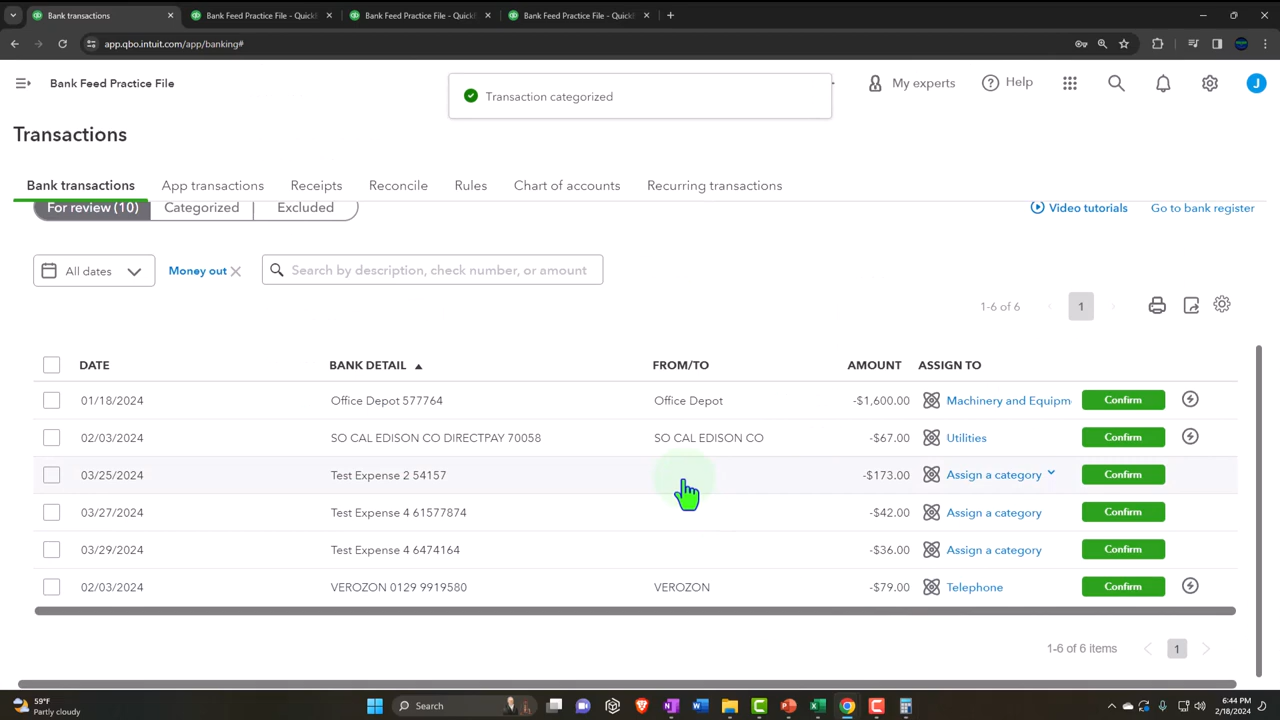 Bank transactions
Bank Feed Practice File - Quick
Bank Feed Practice File - Quick
Bank Feed Practice File - Quick
app.qbo.intuit.com/app/banking#
Bank Feed Practice File
Transaction categorized
My experts
Help
J
Transactions
Bank transactions App transactions Receipts Reconcile Rules Chart of accounts Recurring transactions
For review (10) Categorized Excluded Video tutorials Go to bank register
All dates Money out Search by description, check number, or amount
1-6 of 6 1
DATE BANK DETAIL FROM/TO AMOUNT ASSIGN TO
01/18/2024 Office Depot 577764 Office Depot -$1,600.00 Machinery and Equipm Confirm
02/03/2024 SO CAL EDISON CO DIRECTPAY 70058 SO CAL EDISON CO -$67.00 Utilities Confirm
03/25/2024 Test Expense 2 54157 -$173.00 Assign a category Confirm
03/27/2024 Test Expense 4 61577874 -$42.00 Assign a category Confirm
03/29/2024 Test Expense 4 6474164 -$36.00 Assign a category Confirm
02/03/2024 VEROZON 0129 9919580 VEROZON -$79.00 Telephone Confirm
1-6 of 6 items 1
59°F
Partly cloudy
Search
6:44 PM
2/18/2024